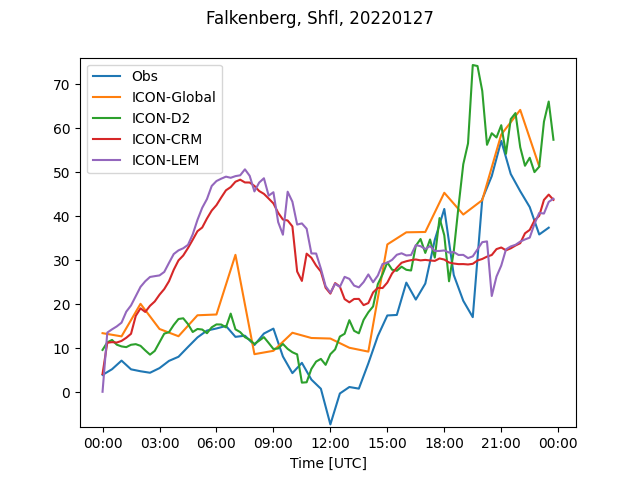 Falkenberg, Shfl, 20220127
Obs
ICON-Global
ICON-D2
ICON-CRM
ICON-LEM
70
60
50
40
30
20
10
0
00:00 03:00 06:00 09:00 12:00 15:00 18:00 21:00 00:00
Time [UTC]